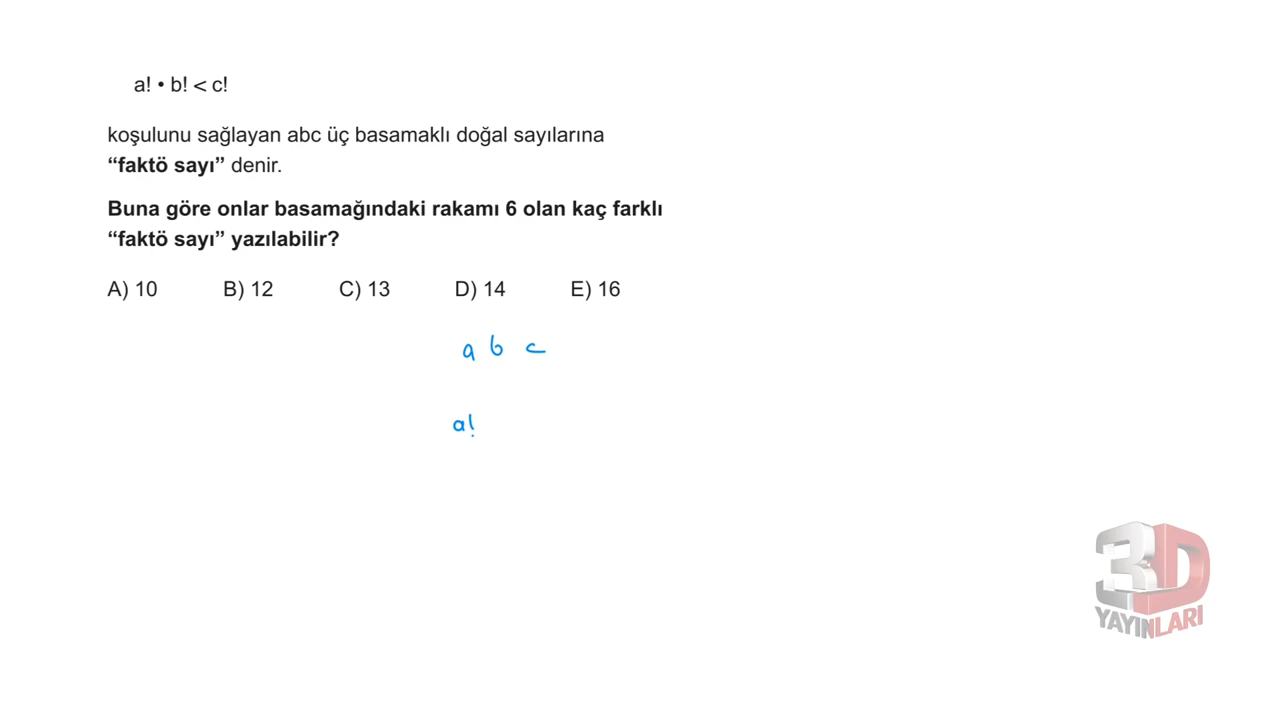 a! • b! < c!
koşulunu sağlayan abc üç basamaklı doğal sayılarına
“faktö sayı” denir.
Buna göre onlar basamağındaki rakamı 6 olan kaç farklı
“faktö sayı” yazılabilir?
A) 10 B) 12 C) 13 D) 14 E) 16
a b c
a!
3D
YAYINLARI